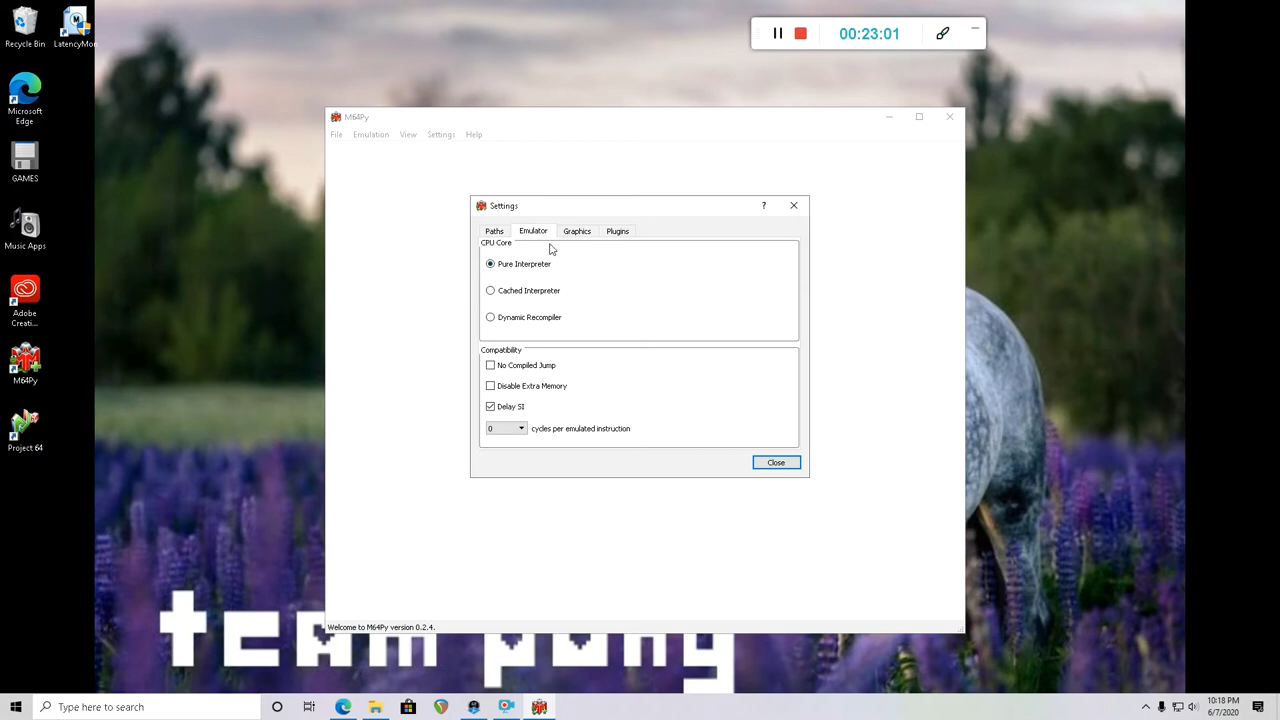 Recycle Bin
LatencyMon
Microsoft
Edge
GAMES
Music Apps
Adobe
Creati...
M64Py
Project 64
00:23:01
M64Py
File Emulation View Settings Help
Settings
?
Paths Emulator Graphics Plugins
CPU Core
Pure Interpreter
Cached Interpreter
Dynamic Recompiler
Compatibility
No Compiled Jump
Disable Extra Memory
Delay SI
0 cycles per emulated instruction
Close
Welcome to M64Py version 0.2.4.
team pony
Type here to search
10:18 PM
6/7/2020